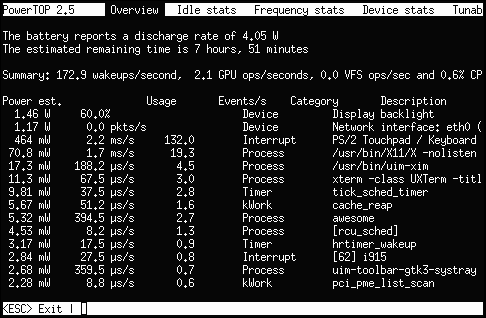 PowerTOP 2.5 Overview Idle stats Frequency stats Device stats Tunab
The battery reports a discharge rate of 4.05 W
The estimated remaining time is 7 hours, 51 minutes
Summary: 172.9 wakeups/second, 2.1 GPU ops/seconds, 0.0 VFS ops/sec and 0.6% CP
Power est. Usage Events/s Category Description
1.46 W 60.0% Device Display backlight
1.17 W 0.0 pkts/s Device Network interface: eth0 (
464 mW 2.2 ms/s 132.0 Interrupt PS/2 Touchpad / Keyboard
70.8 mW 1.7 ms/s 19.3 Process /usr/bin/X11/X -nolisten
17.3 mW 188.2 µs/s 4.5 Process /usr/bin/uim-xim
11.3 mW 67.5 µs/s 3.0 Process xterm -class UXTerm -titl
9.81 mW 37.5 µs/s 2.8 Timer tick_sched_timer
5.67 mW 51.2 µs/s 1.6 kWork cache_reap
5.32 mW 394.5 µs/s 2.7 Process awesome
4.53 mW 8.2 µs/s 1.3 Process [rcu_sched]
3.17 mW 17.5 µs/s 0.9 Timer hrtimer_wakeup
2.84 mW 27.5 µs/s 0.8 Interrupt [62] i915
2.68 mW 359.5 µs/s 0.7 Process uim-toolbar-gtk3-systray
2.28 mW 8.8 µs/s 0.6 kWork pci_pme_list_scan
<ESC> Exit |